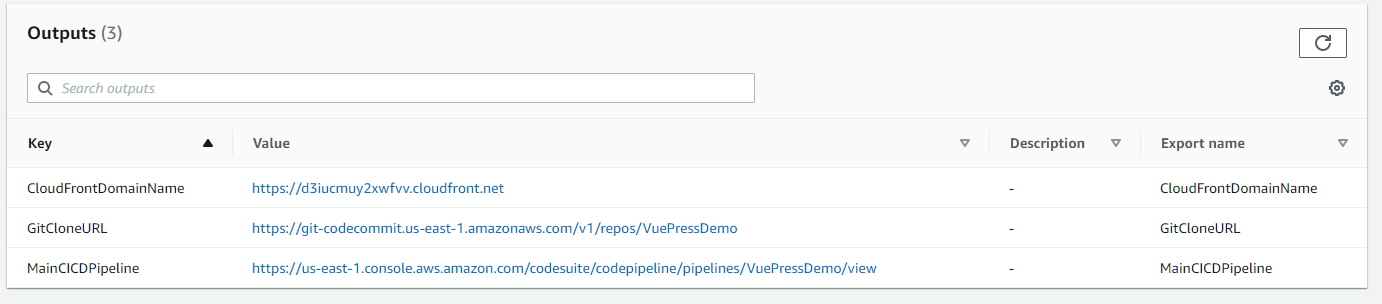 Outputs (3)
Search outputs
Key Value Description Export name
CloudFrontDomainName https://d3iucmuy2xwfvv.cloudfront.net - CloudFrontDomainName
GitCloneURL https://git-codecommit.us-east-1.amazonaws.com/v1/repos/VuePressDemo - GitCloneURL
MainCICDPipeline https://us-east-1.console.aws.amazon.com/codesuite/codepipeline/pipelines/VuePressDemo/view - MainCICDPipeline